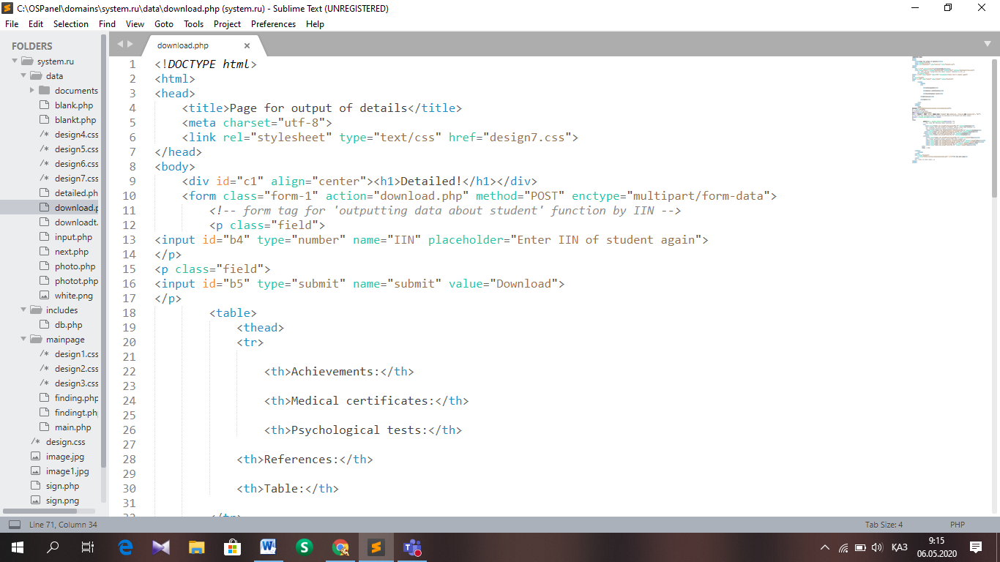 C:\OSPanel\domains\system.ru\data\download.php (system.ru) - Sublime Text (UNREGISTERED)
File Edit Selection Find View Goto Tools Project Preferences Help
FOLDERS
system.ru
data
documents
blank.php
blankt.php
/* design4.css
/* design5.css
/* design6.css
/* design7.css
detailed.ph
download.p
downloadt.
input.php
next.php
photo.php
photot.php
white.png
includes
db.php
mainpage
/* design1.css
/* design2.css
/* design3.css
finding.php
findingt.ph
main.php
/* design.css
image.jpg
image1.jpg
sign.php
sign.png
download.php ×
1 <!DOCTYPE html>
2 <html>
3 <head>
4 <title>Page for output of details</title>
5 <meta charset="utf-8">
6 <link rel="stylesheet" type="text/css" href="design7.css">
7 </head>
8 <body>
9 <div id="c1" align="center"><h1>Detailed!</h1></div>
10 <form class="form-1" action="download.php" method="POST" enctype="multipart/form-data">
11 <!-- form tag for 'outputting data about student' function by IIN -->
12 <p class="field">
13 <input id="b4" type="number" name="IIN" placeholder="Enter IIN of student again">
14 </p>
15 <p class="field">
16 <input id="b5" type="submit" name="submit" value="Download">
17 </p>
18 <table>
19 <thead>
20 <tr>
21
22 <th>Achievements:</th>
23
24 <th>Medical certificates:</th>
25
26 <th>Psychological tests:</th>
27
28 <th>References:</th>
29
30 <th>Table:</th>
31
32 </tr>
Line 71, Column 34
Tab Size: 4
PHP
ҚАЗ
9:15
06.05.2020